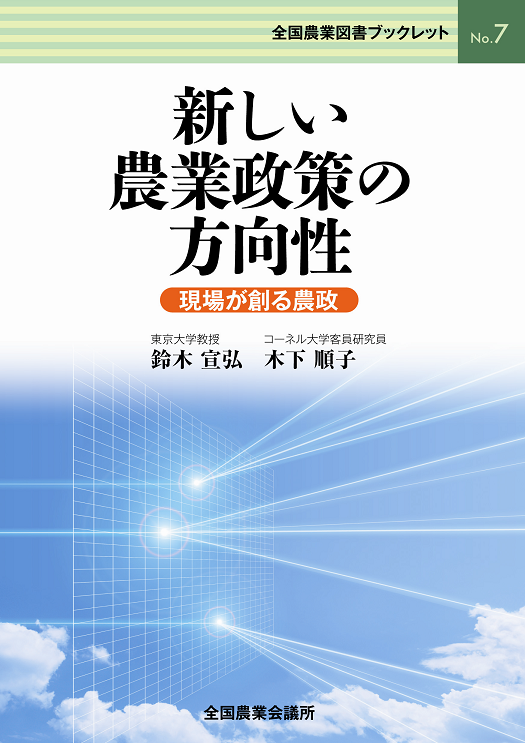 全国農業図書ブックレット No.7
新しい
農業政策の
方向性
現場が創る農政
東京大学教授 コーネル大学客員研究員
鈴木 宣弘 木下 順子
全国農業会議所